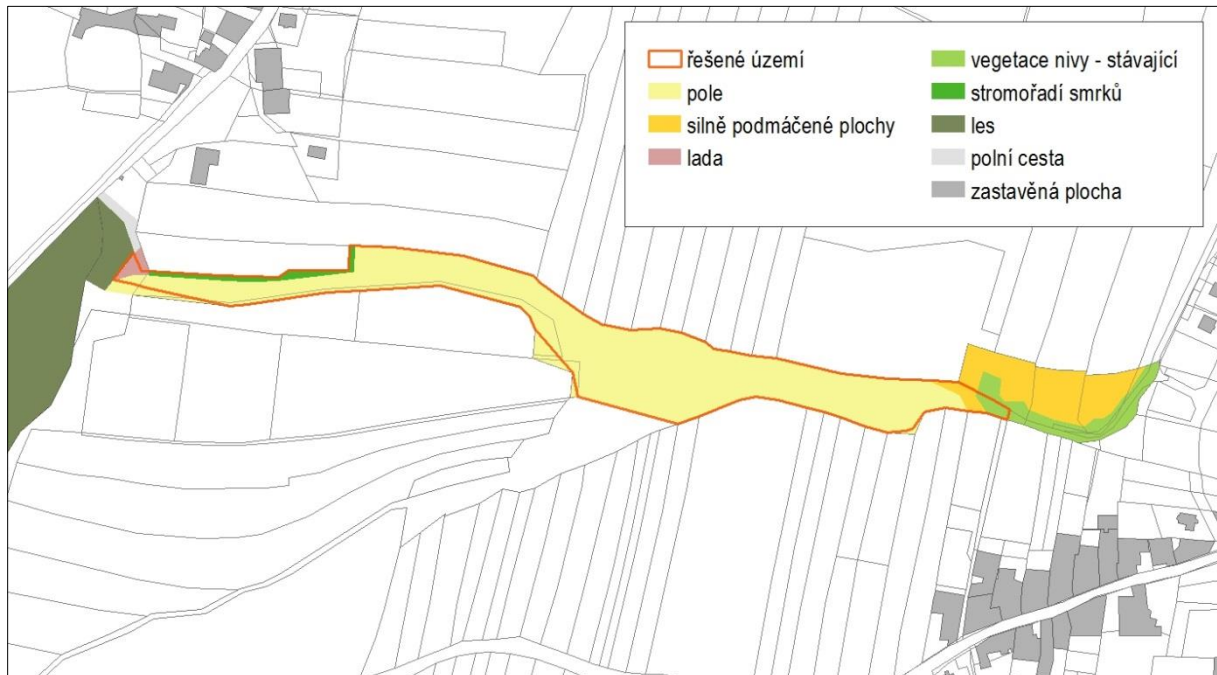 řešené území
pole
silně podmáčené plochy
lada
vegetace nivy - stávající
stromořadí smrků
les
polní cesta
zastavěná plocha